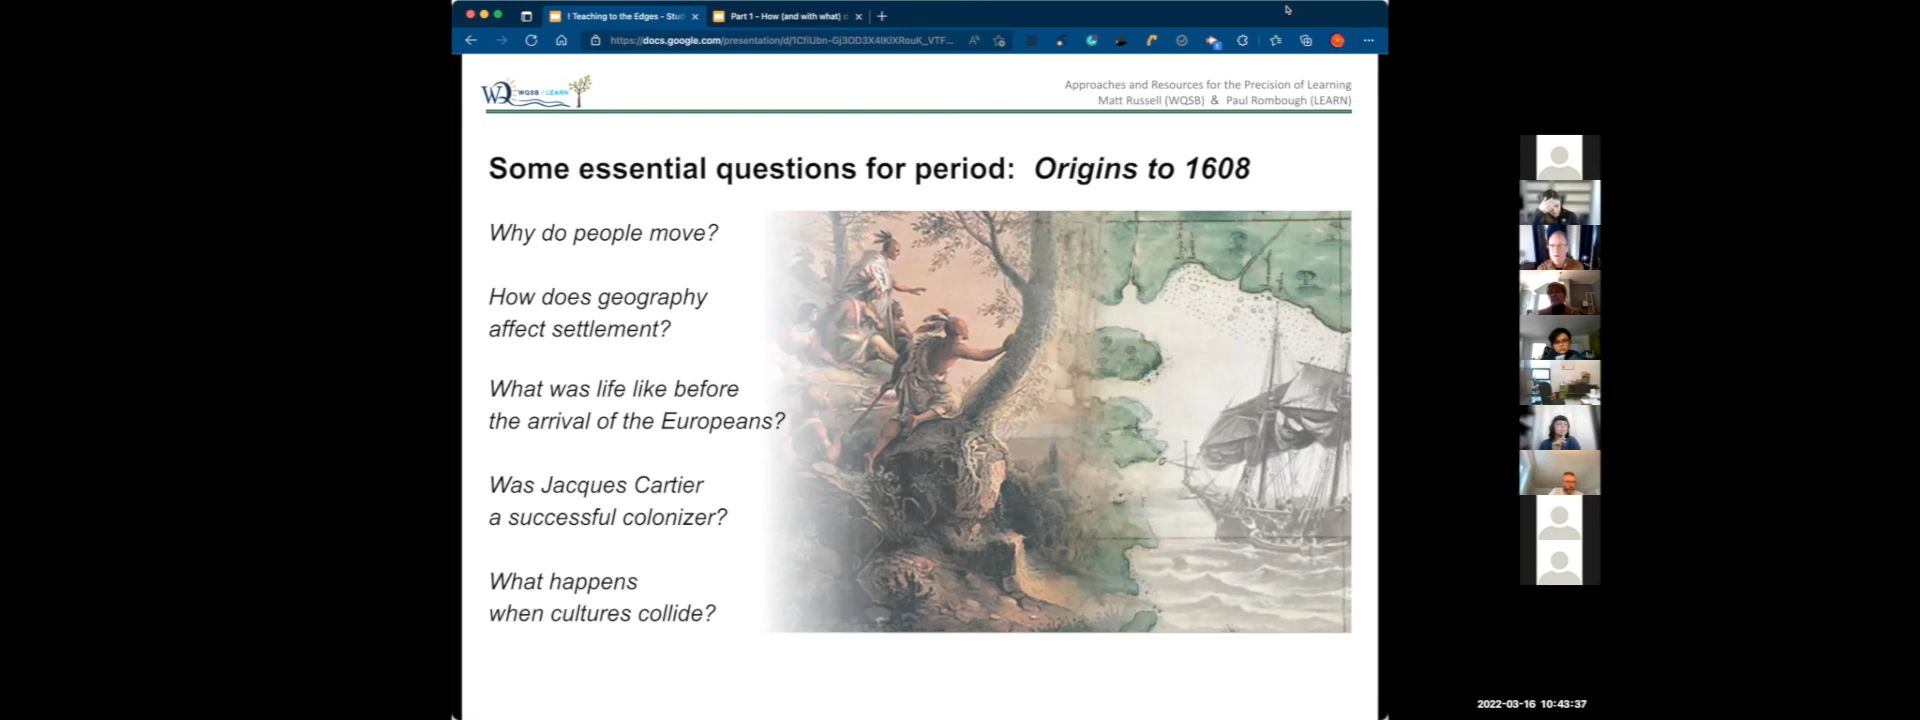 ! Teaching to the Edges - Stud
Part 1 - How (and with what)
https://docs.google.com/presentation/d/
WQ WQSB / LEARN
Approaches and Resources for the Precision of Learning
Matt Russell (WQSB) & Paul Rombough (LEARN)
Some essential questions for period: Origins to 1608
Why do people move?
How does geography
affect settlement?
What was life like before
the arrival of the Europeans?
Was Jacques Cartier
a successful colonizer?
What happens
when cultures collide?
2022-03-16 10:43:37